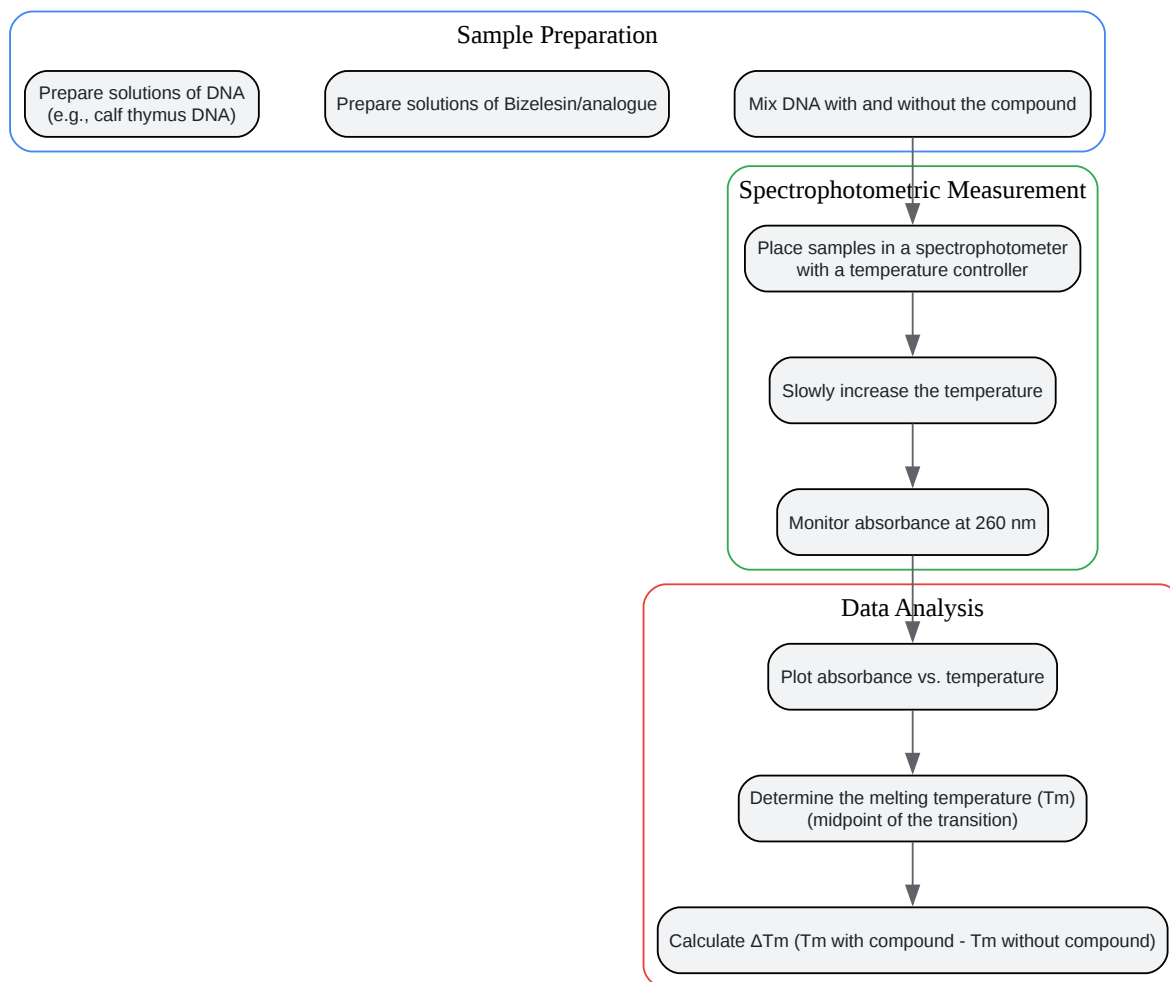 Sample Preparation
Prepare solutions of DNA
(e.g., calf thymus DNA)
Prepare solutions of Bizelesin/analogue
Mix DNA with and without the compound
Spectrophotometric Measurement
Place samples in a spectrophotometer
with a temperature controller
Slowly increase the temperature
Monitor absorbance at 260 nm
Data Analysis
Plot absorbance vs. temperature
Determine the melting temperature (Tm)
(midpoint of the transition)
Calculate ΔTm (Tm with compound - Tm without compound)